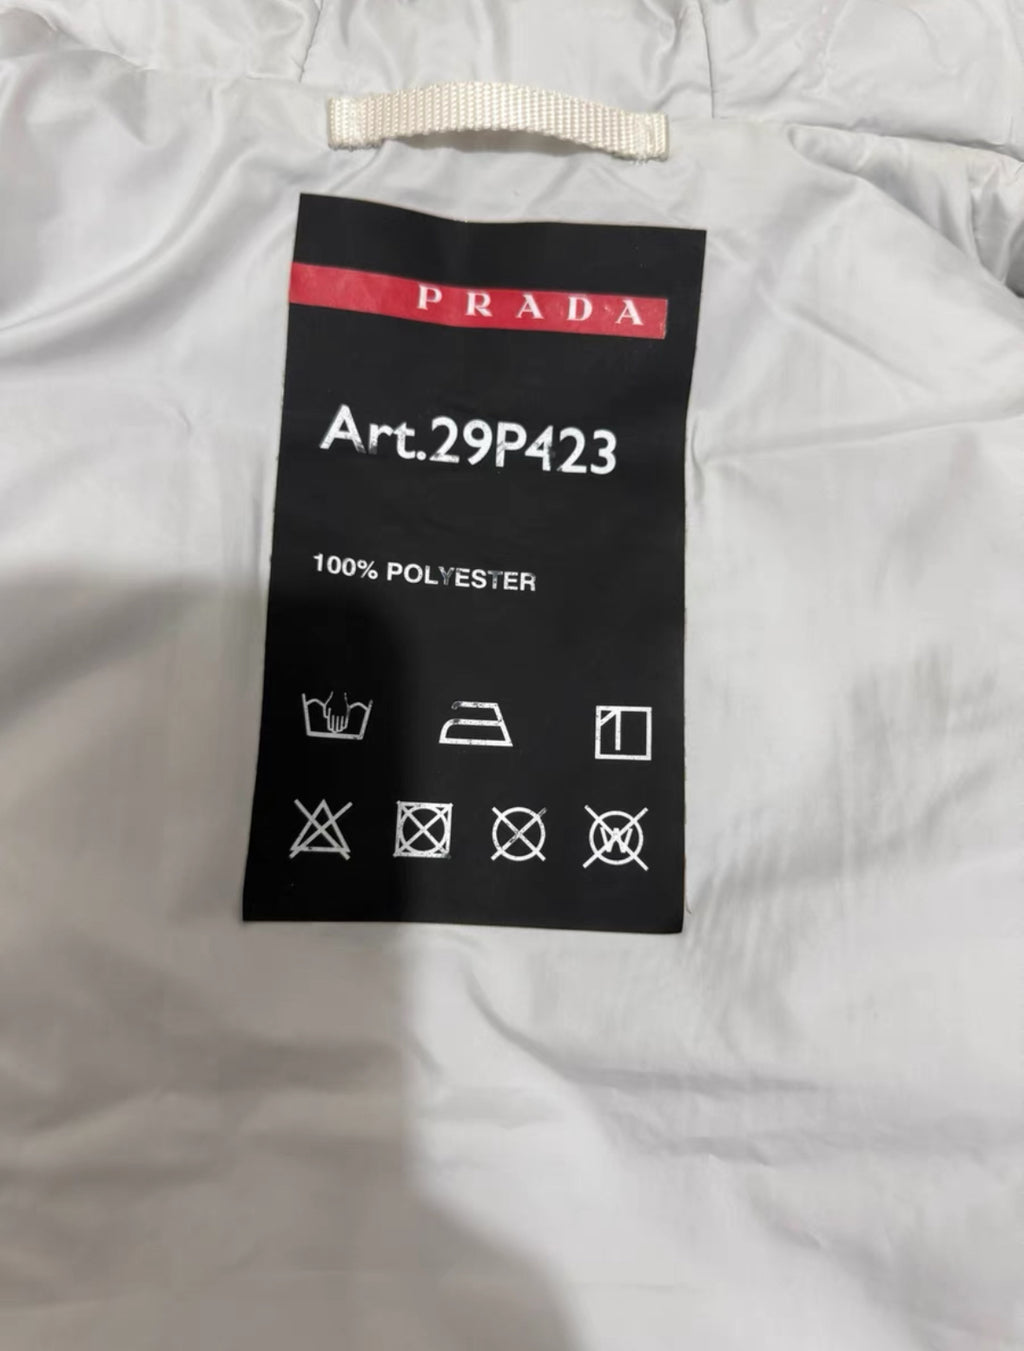 PRADA
Art.29P423
100% POLYESTER